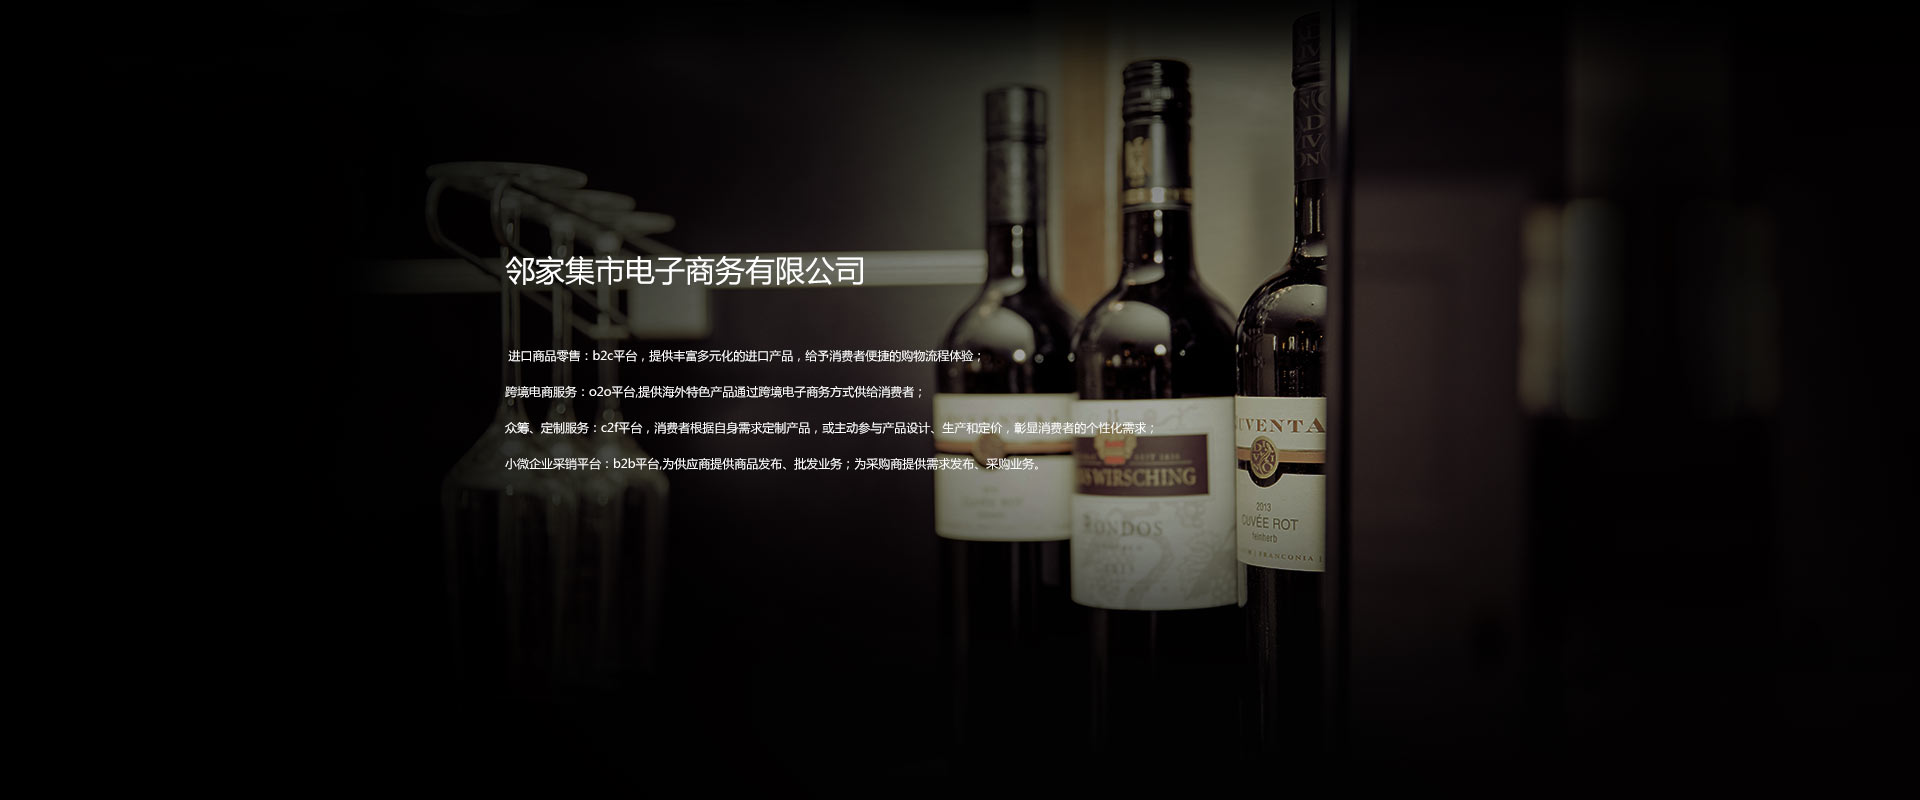 邻家集市电子商务有限公司
进口商品零售：b2c平台，提供丰富多元化的进口产品，给予消费者便捷的购物流程体验；
跨境电商服务：o2o平台,提供海外特色产品通过跨境电子商务方式供给消费者；
众筹、定制服务：c2f平台，消费者根据自身需求定制产品，或主动参与产品设计、生产和定价，彰显消费者的个性化需求；
小微企业采销平台：b2b平台,为供应商提供商品发布、批发业务；为采购商提供需求发布、采购业务。
SEIT 1630
WIRSCHING
RONDOS
UVENTA
2013
CUVÉE ROT
feinherb
FRANCONIA